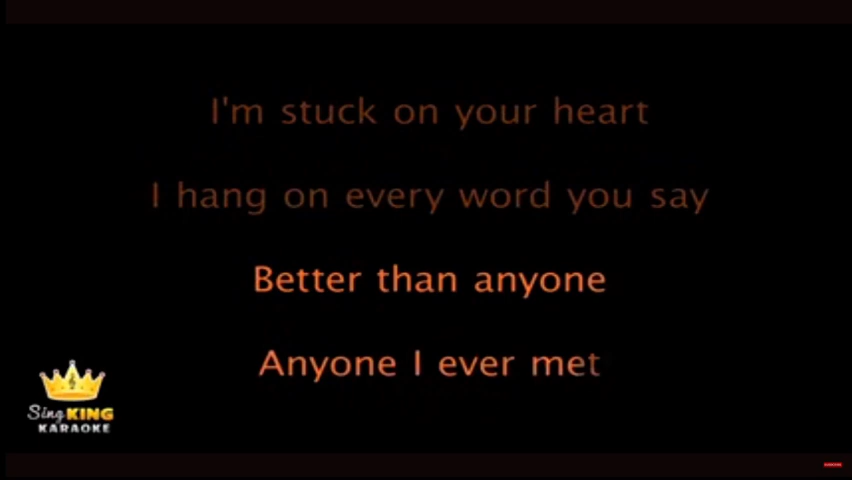 I'm stuck on your heart
I hang on every word you say
Better than anyone
Anyone I ever met
Sing KING
KARAOKE